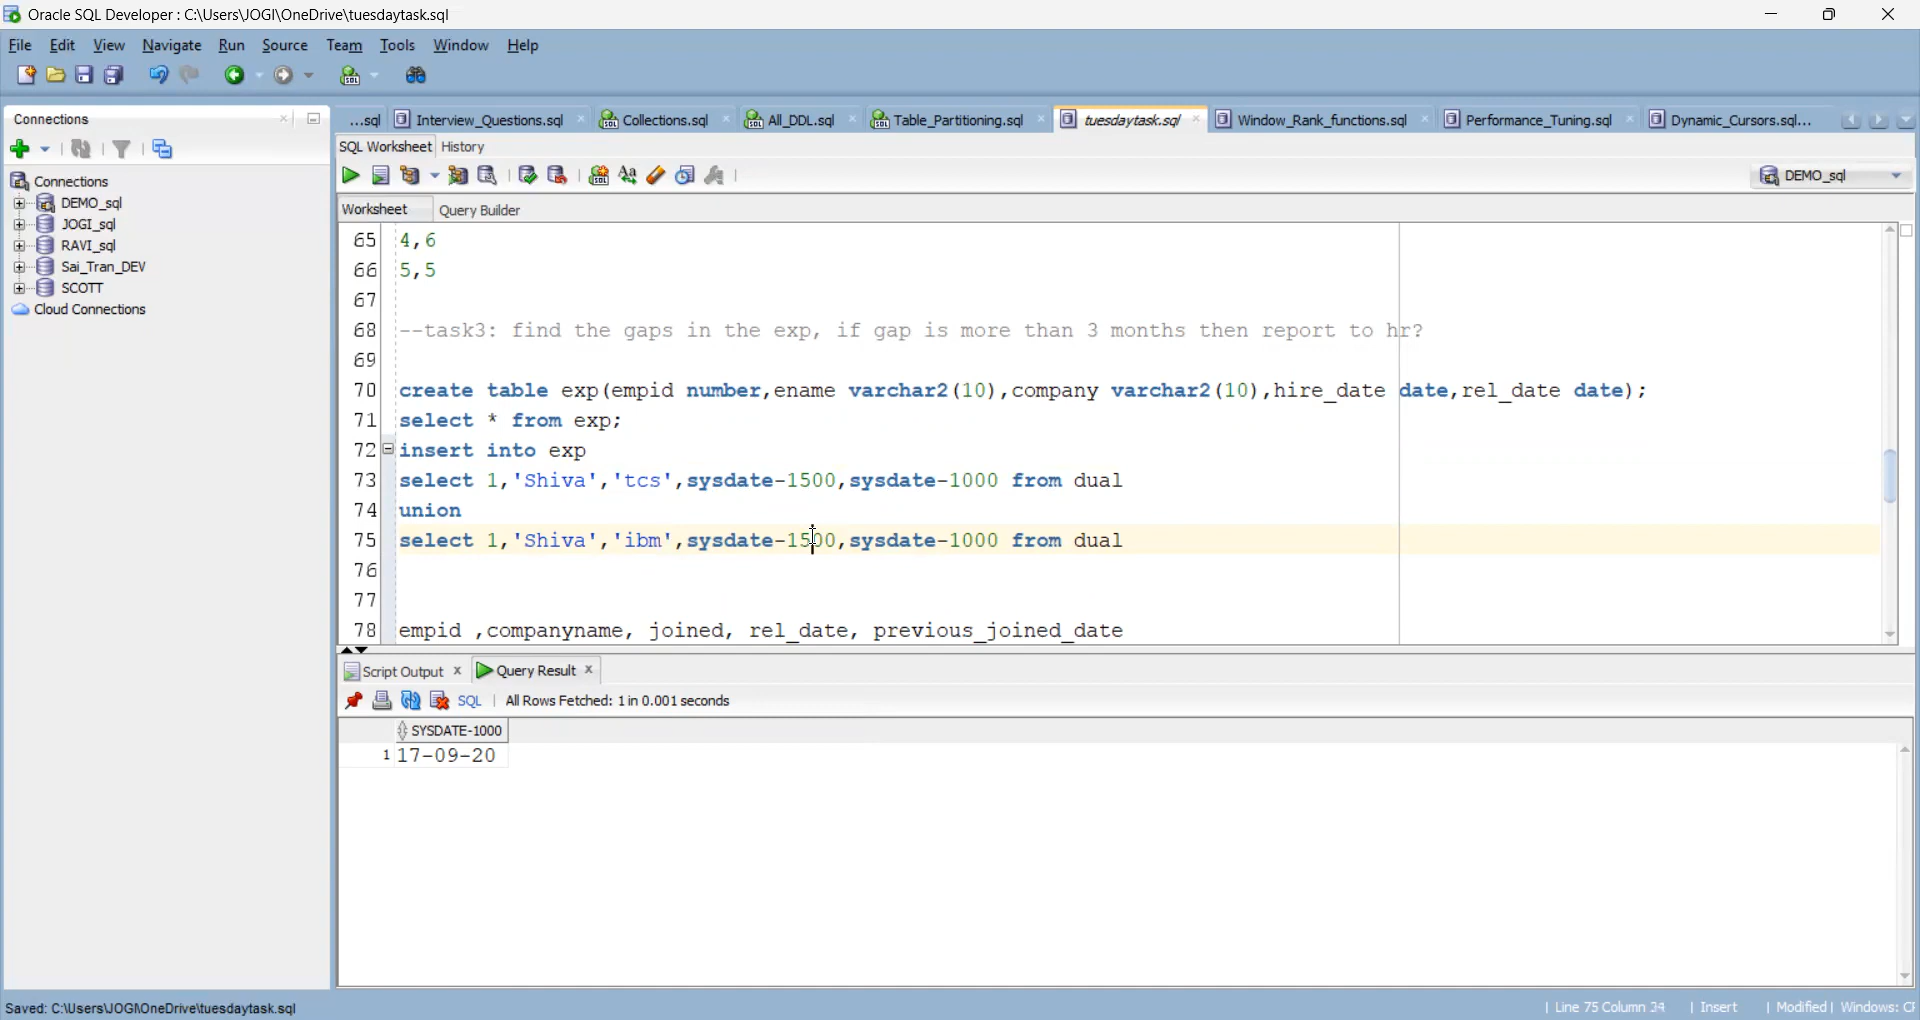 Oracle SQL Developer : C:\Users\JOGI\OneDrive\tuesdaytask.sql
File Edit View Navigate Run Source Team Tools Window Help
Connections
...sql Interview_Questions.sql Collections.sql All_DDL.sql Table_Partitioning.sql tuesdaytask.sql Window_Rank_functions.sql Performance_Tuning.sql Dynamic_Cursors.sql...
SQL Worksheet History
DEMO_sql
Connections
DEMO_sql
JOGI_sql
RAVI_sql
Sai_Tran_DEV
SCOTT
Cloud Connections
Worksheet Query Builder
65 4,6
66 5,5
67
68 --task3: find the gaps in the exp, if gap is more than 3 months then report to hr?
69
70 create table exp(empid number,ename varchar2(10),company varchar2(10),hire_date date,rel_date date);
71 select * from exp;
72 insert into exp
73 select 1,'Shiva','tcs',sysdate-1500,sysdate-1000 from dual
74 union
75 select 1,'Shiva','ibm',sysdate-1500,sysdate-1000 from dual
76
77
78 empid ,companyname, joined, rel_date, previous_joined_date
Script Output Query Result
SQL All Rows Fetched: 1 in 0.001 seconds
SYSDATE-1000
1 17-09-20
Saved: C:\Users\JOGI\OneDrive\tuesdaytask.sql
Line 75 Column 34 Insert Modified Windows: CF